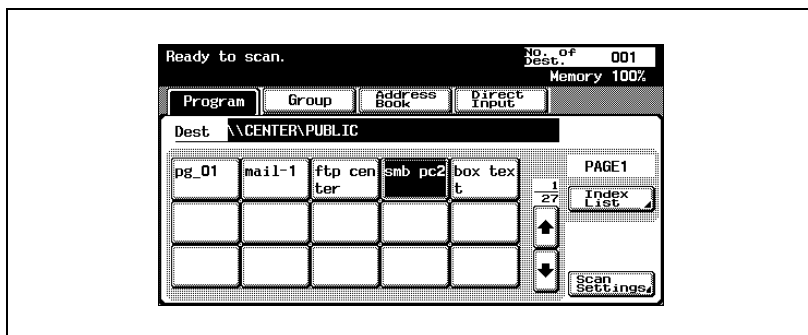 Ready to scan.
No. of
Dest.
001
Memory 100%
Program
Group
Address
Book
Direct
Input
Dest \\CENTER\PUBLIC
pg_01
mail-1
ftp cen
ter
smb pc2
box tex
t
1
27
PAGE1
Index
List
Scan
Settings